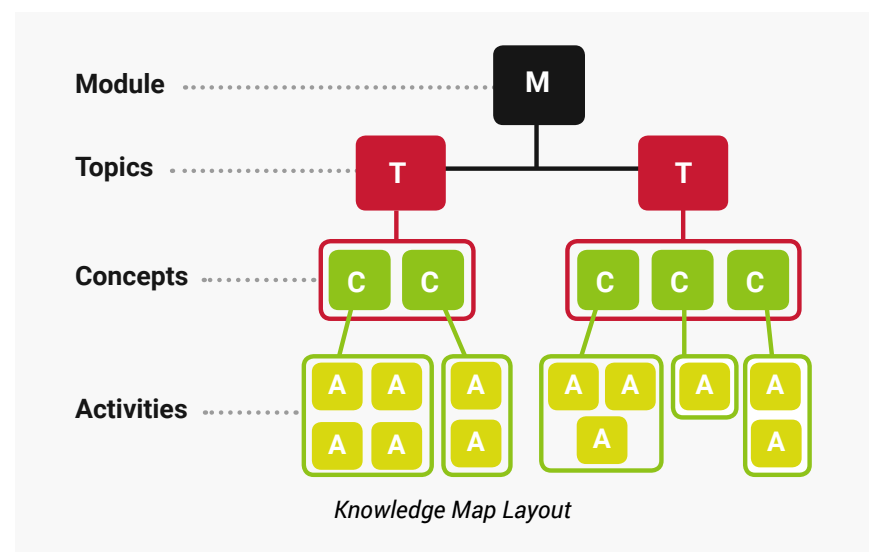 Module M
Topics T T
Concepts C C C C C
Activities A A A A A A A A
A A A A A
Knowledge Map Layout